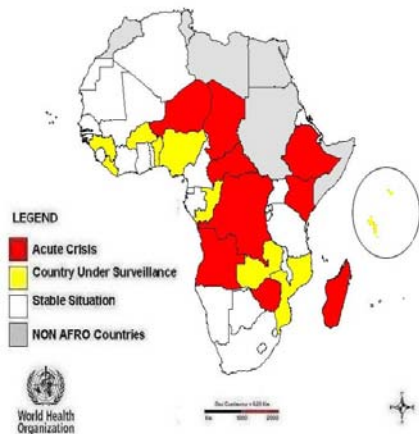 LEGEND
Acute Crisis
Country Under Surveillance
Stable Situation
NON AFRO Countries
World Health
Organization